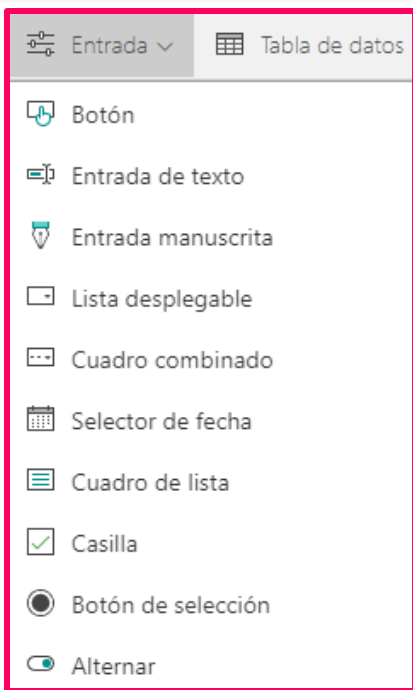 Entrada Tabla de datos
Botón
Entrada de texto
Entrada manuscrita
Lista desplegable
Cuadro combinado
Selector de fecha
Cuadro de lista
Casilla
Botón de selección
Alternar